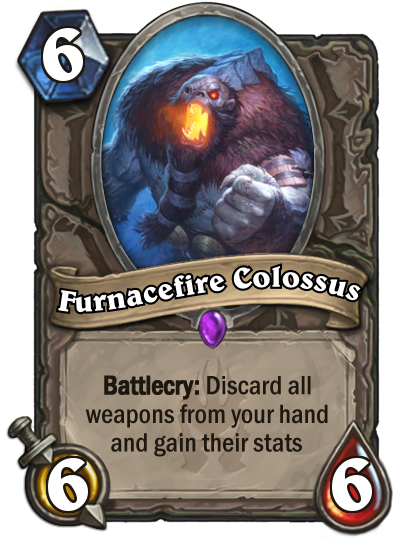 6
Furnacefire Colossus
Battlecry: Discard all
weapons from your hand
and gain their stats
6
6